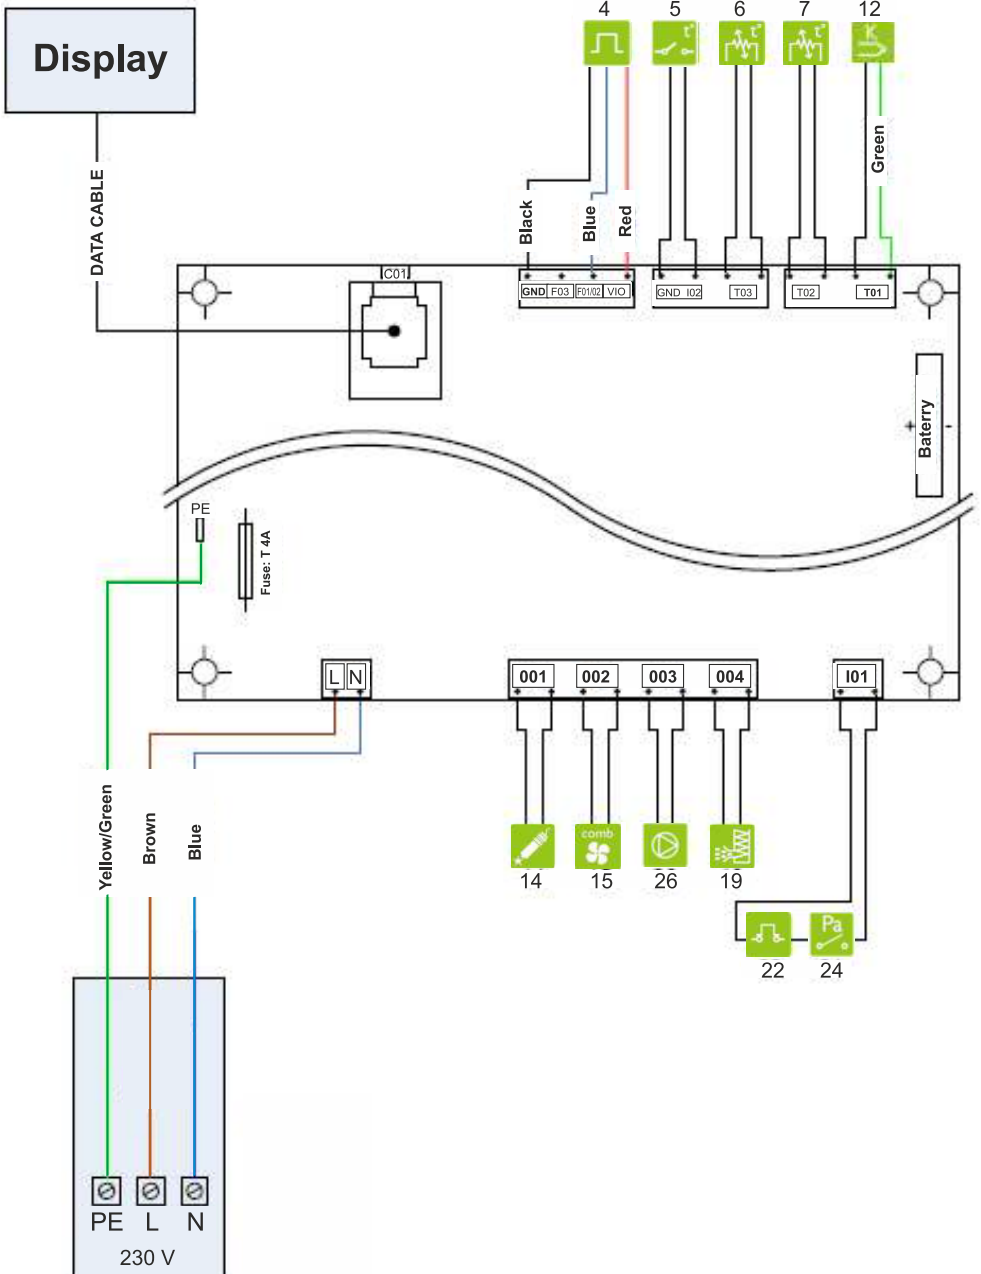 4 5 6 7 12
Display
t°
t°
t°
K
DATA CABLE
Black
Blue
Red
Green
C01
GND F03 F01/02 VIO
GND I02 T03
T02 T01
Baterry
+ -
PE
Fuse: T 4A
L N
001 002 003 004 I01
Yellow/Green
Brown
Blue
comb
14 15 26 19
Pa
22 24
PE L N
230 V